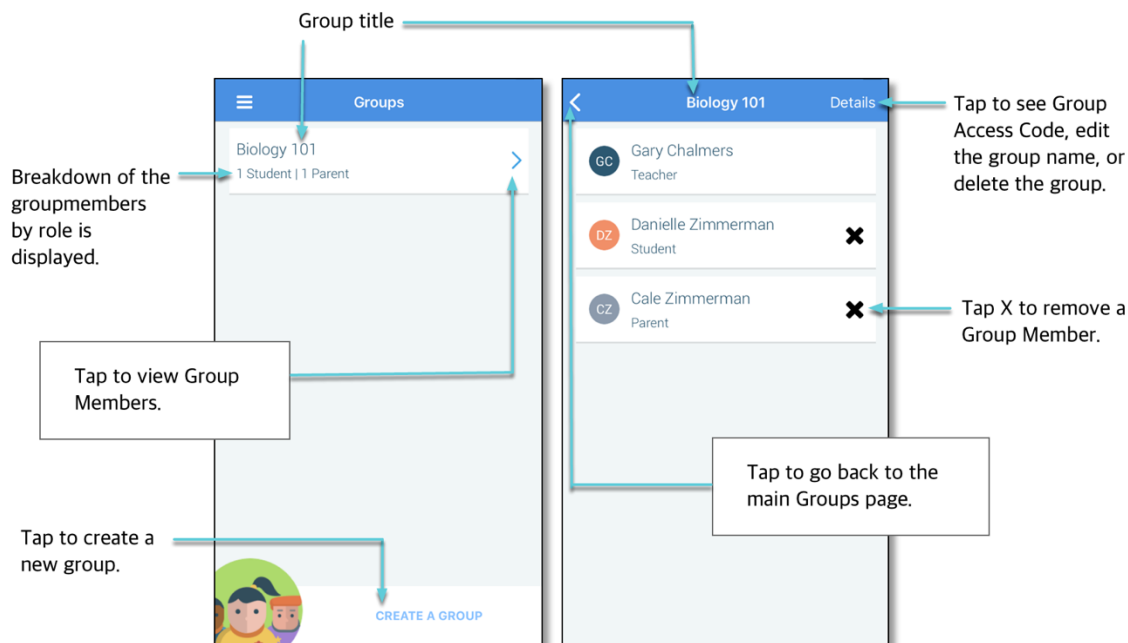 Group title
Groups
Biology 101
1 Student | 1 Parent
Breakdown of the
groupmembers
by role is
displayed.
Tap to view Group
Members.
Tap to create a
new group.
CREATE A GROUP
Biology 101
Details
GC
Gary Chalmers
Teacher
DZ
Danielle Zimmerman
Student
CZ
Cale Zimmerman
Parent
Tap to see Group
Access Code, edit
the group name, or
delete the group.
Tap X to remove a
Group Member.
Tap to go back to the
main Groups page.